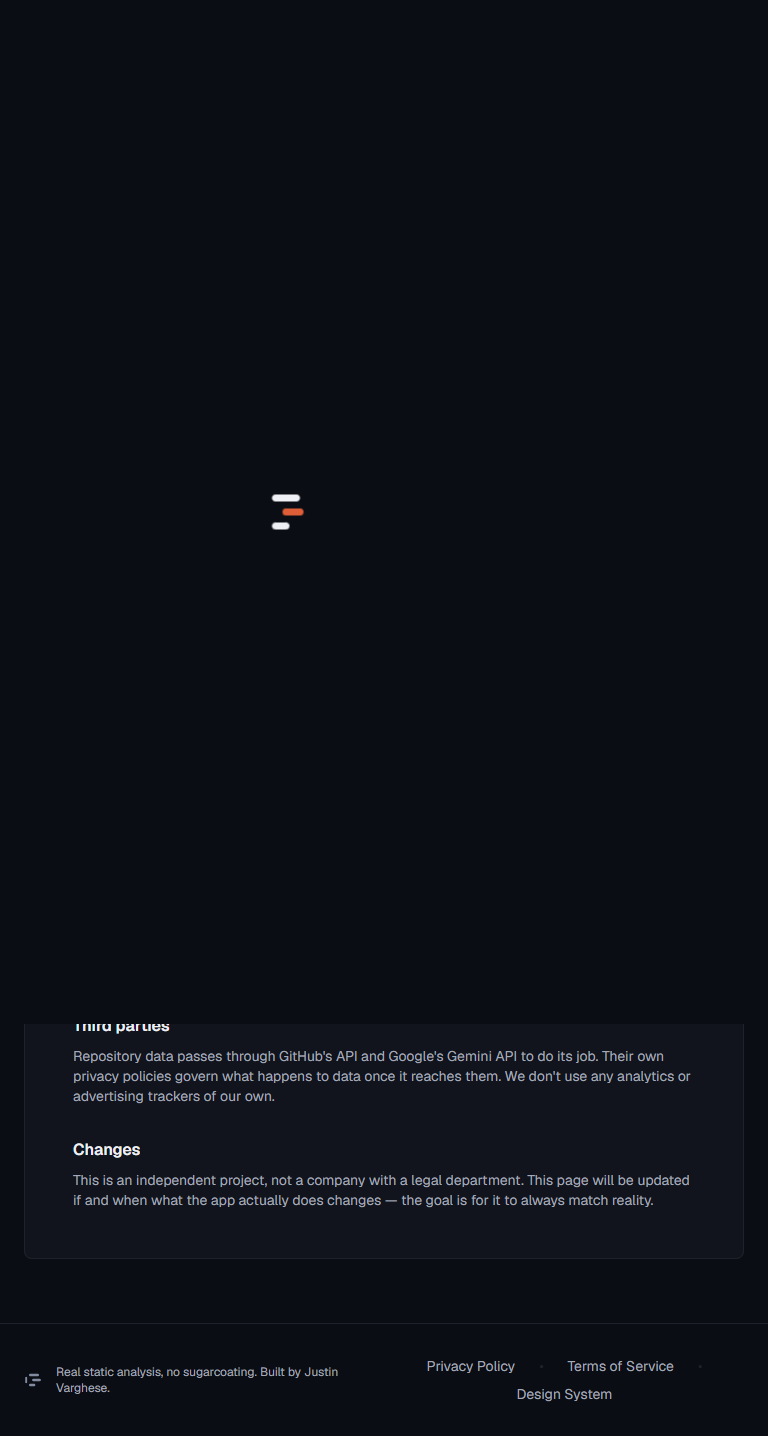 Third parties
Repository data passes through GitHub's API and Google's Gemini API to do its job. Their own
privacy policies govern what happens to data once it reaches them. We don't use any analytics or
advertising trackers of our own.
Changes
This is an independent project, not a company with a legal department. This page will be updated
if and when what the app actually does changes — the goal is for it to always match reality.
Real static analysis, no sugarcoating. Built by Justin
Varghese.
Privacy Policy · Terms of Service ·
Design System